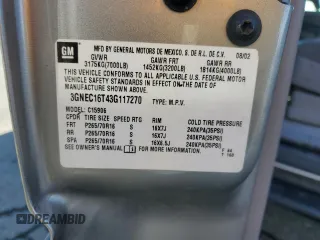 GM
MFD BY GENERAL MOTORS DE MEXICO, S. DE R.L. DE C.V. 08/02
GVWR GAWR FRT GAWR RR
3175KG(7000LB) 1452KG(3200LB) 1814KG(4000LB)
THIS VEHICLE CONFORMS TO ALL APPLICABLE U.S. FEDERAL MOTOR
VEHICLE SAFETY STANDARDS IN EFFECT ON THE DATE OF
MANUFACTURE SHOWN ABOVE.
3GNEC16T43G117270 TYPE: M.P.V.
MODEL: C15906
TIRE SIZE SPEED RTG RIM COLD TIRE PRESSURE
FRT P265/70R16 S 16X7J 240KPA(35PSI)
RR P265/70R16 S 16X7J 240KPA(35PSI)
SPA P265/70R16 S 16X6.5J 240KPA(35PSI)
SEE OWNER'S MANUAL FOR INFORMATION
IAAI/DIBIDFAX